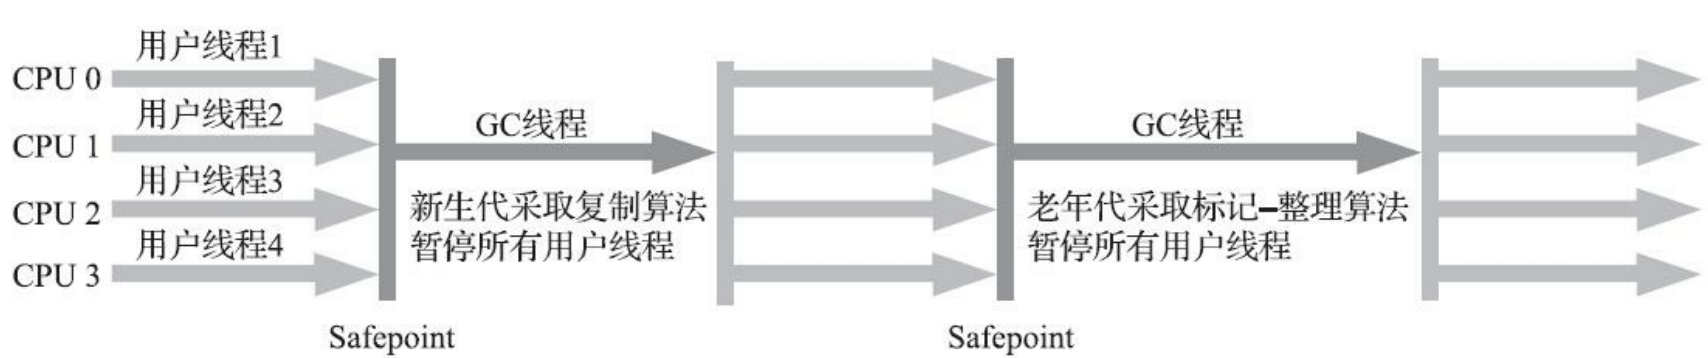 用户线程1
CPU 0
用户线程2
CPU 1
用户线程3
CPU 2
用户线程4
CPU 3
GC线程
新生代采取复制算法
暂停所有用户线程
Safepoint
GC线程
老年代采取标记–整理算法
暂停所有用户线程
Safepoint